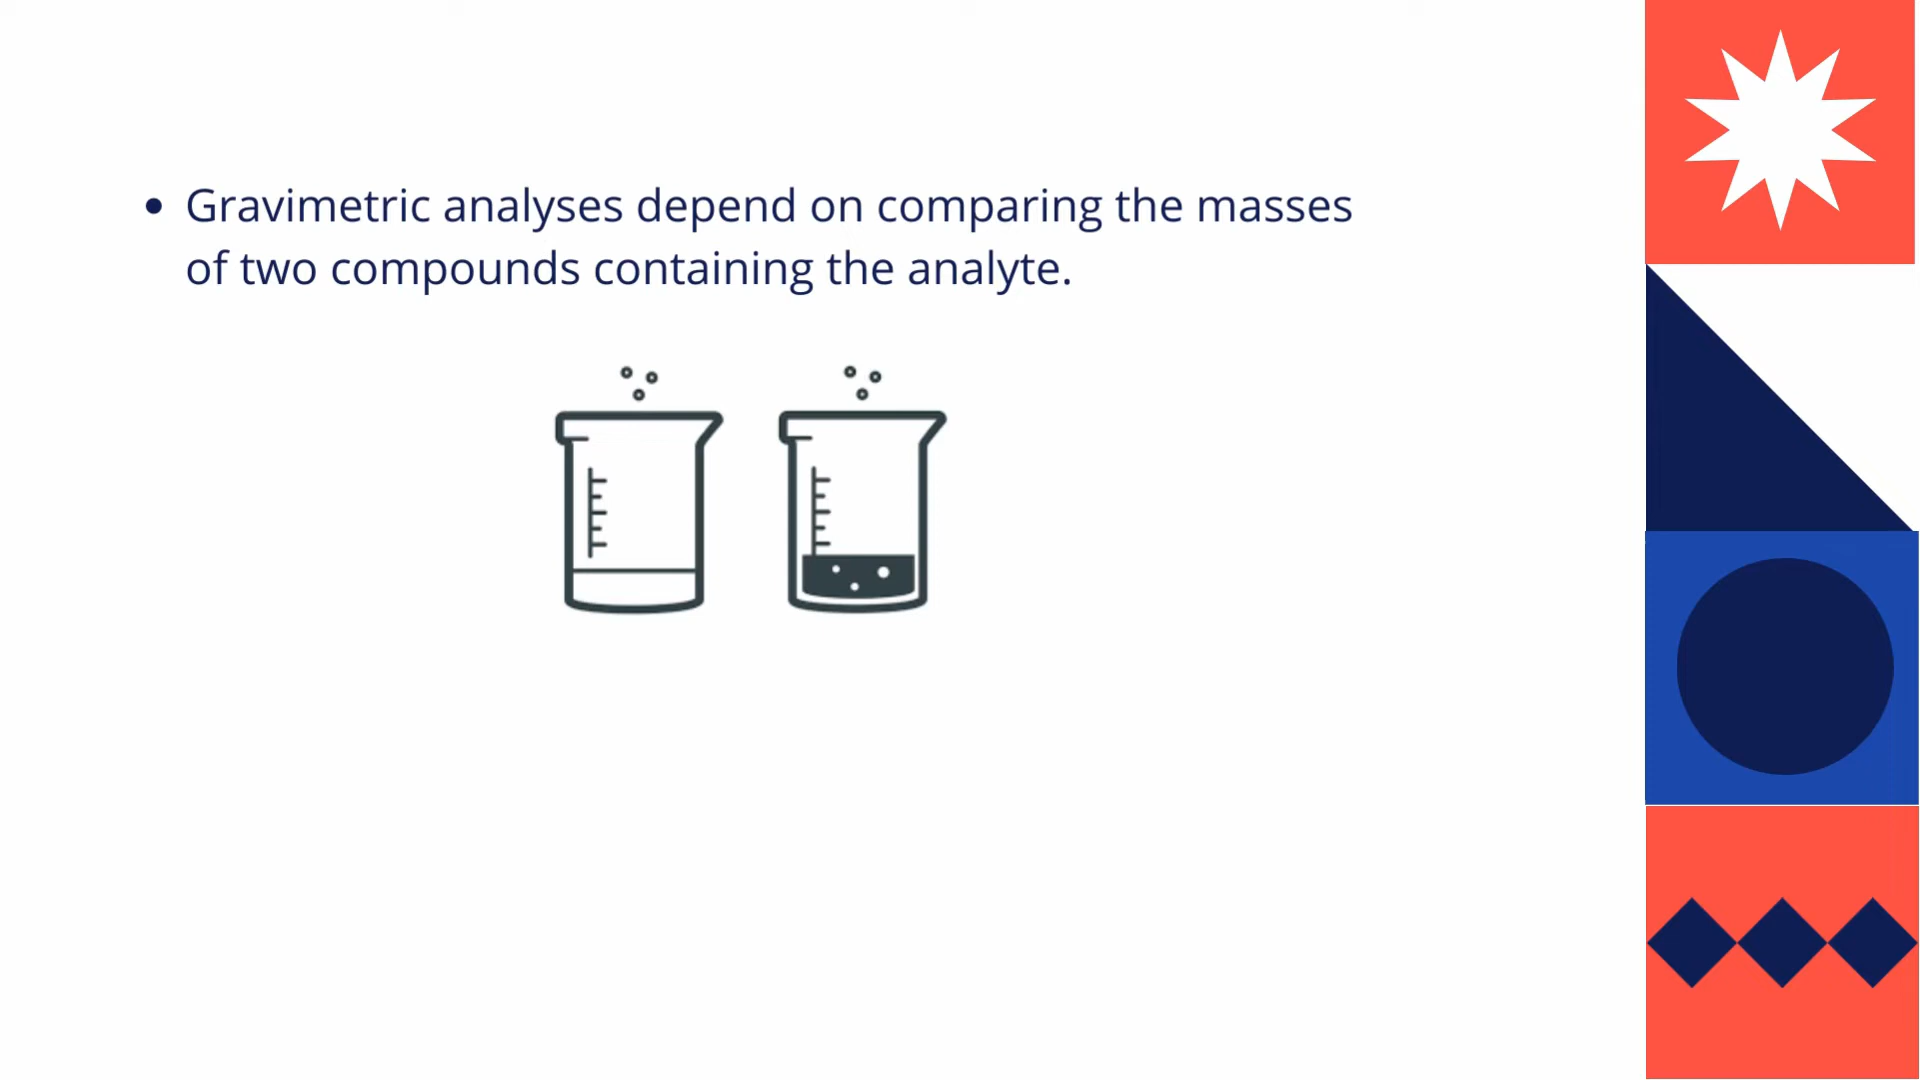 • Gravimetric analyses depend on comparing the masses
of two compounds containing the analyte.